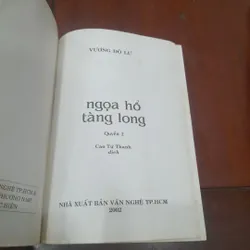 VƯƠNG ĐỘ LƯ
ngọa hổ
tàng long
Quyển 2
Cao Tự Thanh
dịch
NHÀ XUẤT BẢN VĂN NGHỆ TP.HCM
2002